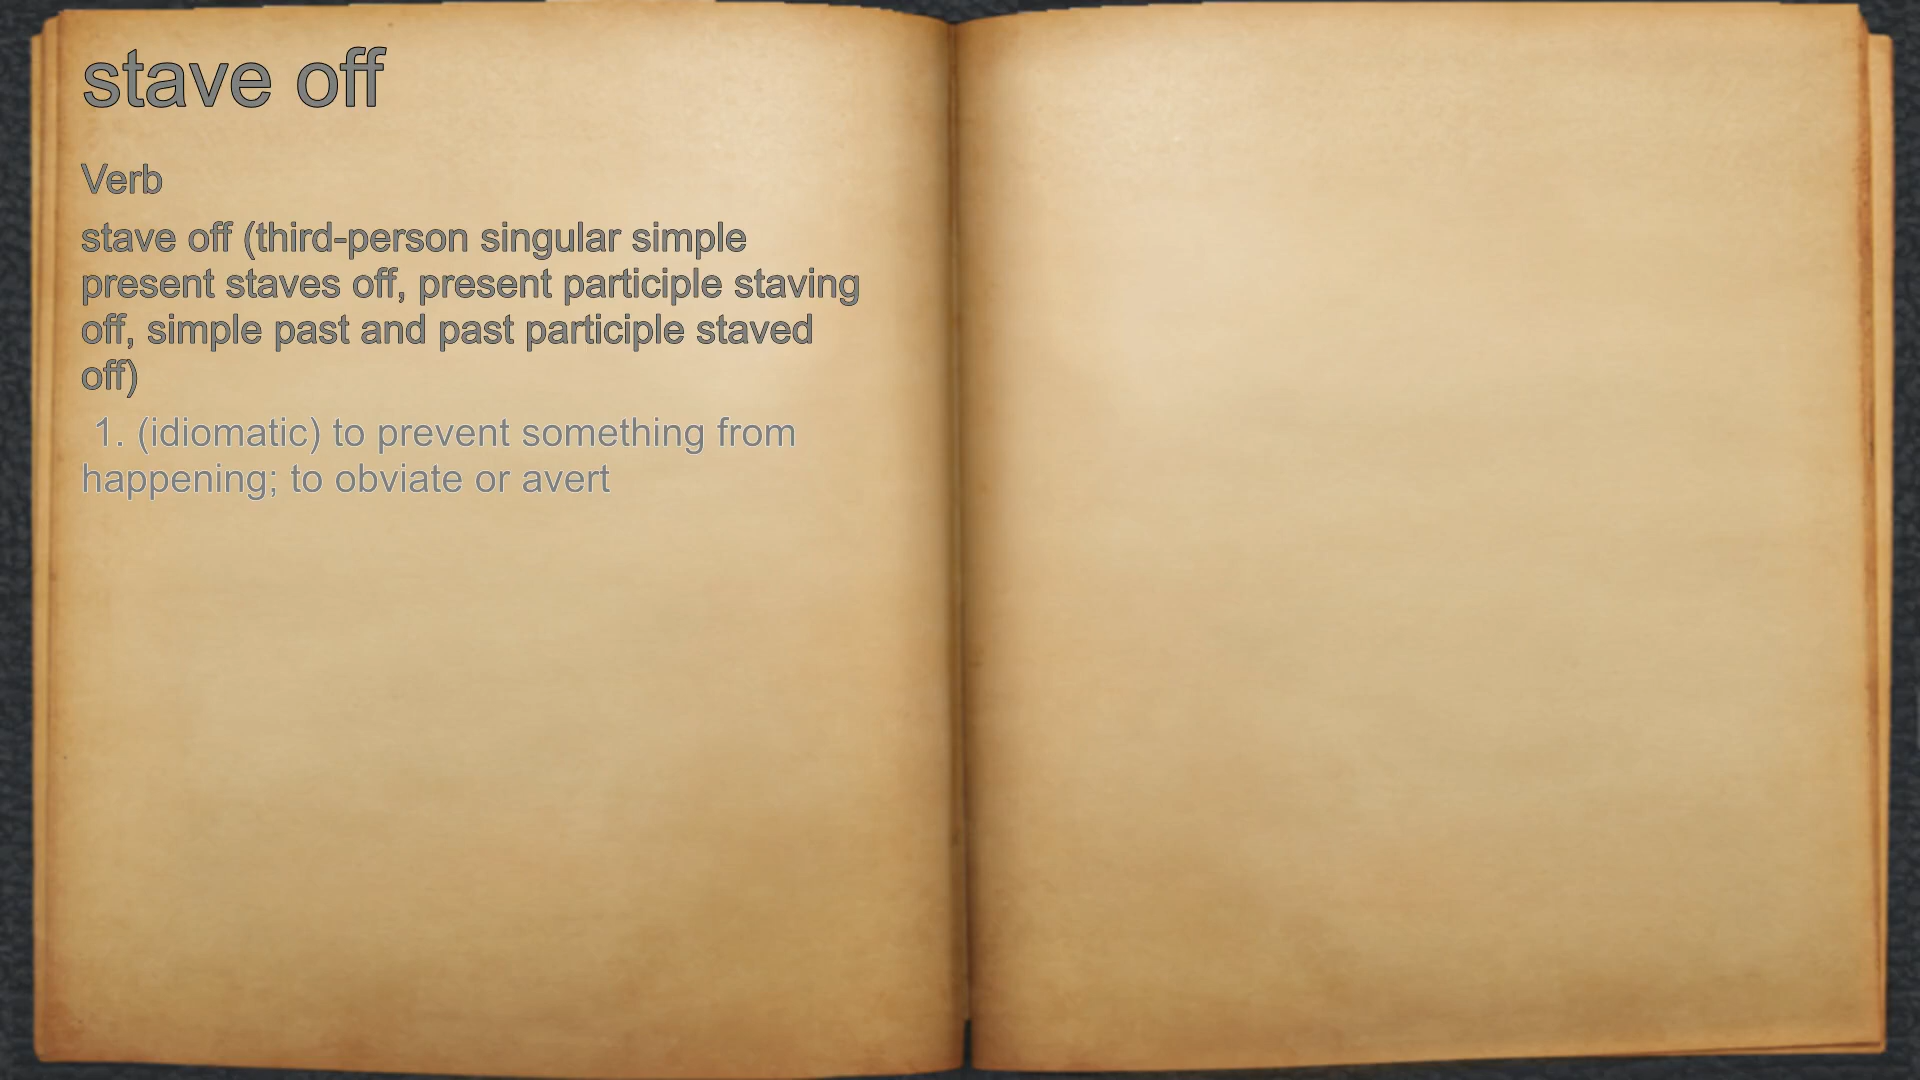 stave off
Verb
stave off (third-person singular simple
present staves off, present participle staving
off, simple past and past participle staved
off)
1. (idiomatic) to prevent something from
happening; to obviate or avert